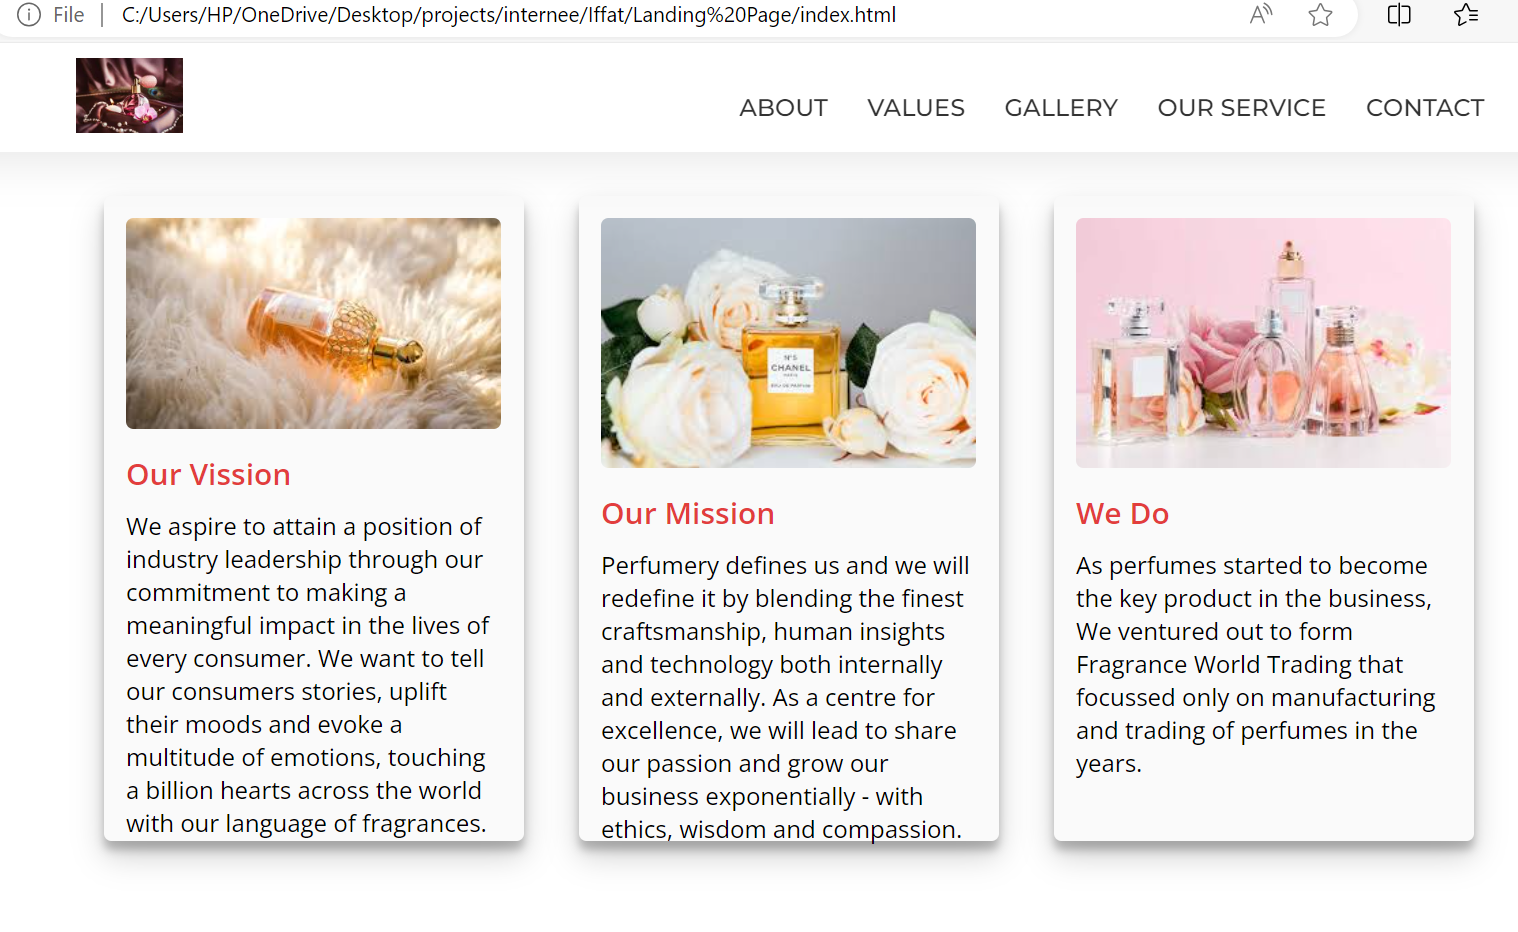 File | C:/Users/HP/OneDrive/Desktop/projects/internee/Iffat/Landing%20Page/index.html
ABOUT VALUES GALLERY OUR SERVICE CONTACT
Our Vission
We aspire to attain a position of
industry leadership through our
commitment to making a
meaningful impact in the lives of
every consumer. We want to tell
our consumers stories, uplift
their moods and evoke a
multitude of emotions, touching
a billion hearts across the world
with our language of fragrances.
N°5
CHANEL
PARIS
EAU DE PARFUM
Our Mission
Perfumery defines us and we will
redefine it by blending the finest
craftsmanship, human insights
and technology both internally
and externally. As a centre for
excellence, we will lead to share
our passion and grow our
business exponentially - with
ethics, wisdom and compassion.
We Do
As perfumes started to become
the key product in the business,
We ventured out to form
Fragrance World Trading that
focussed only on manufacturing
and trading of perfumes in the
years.